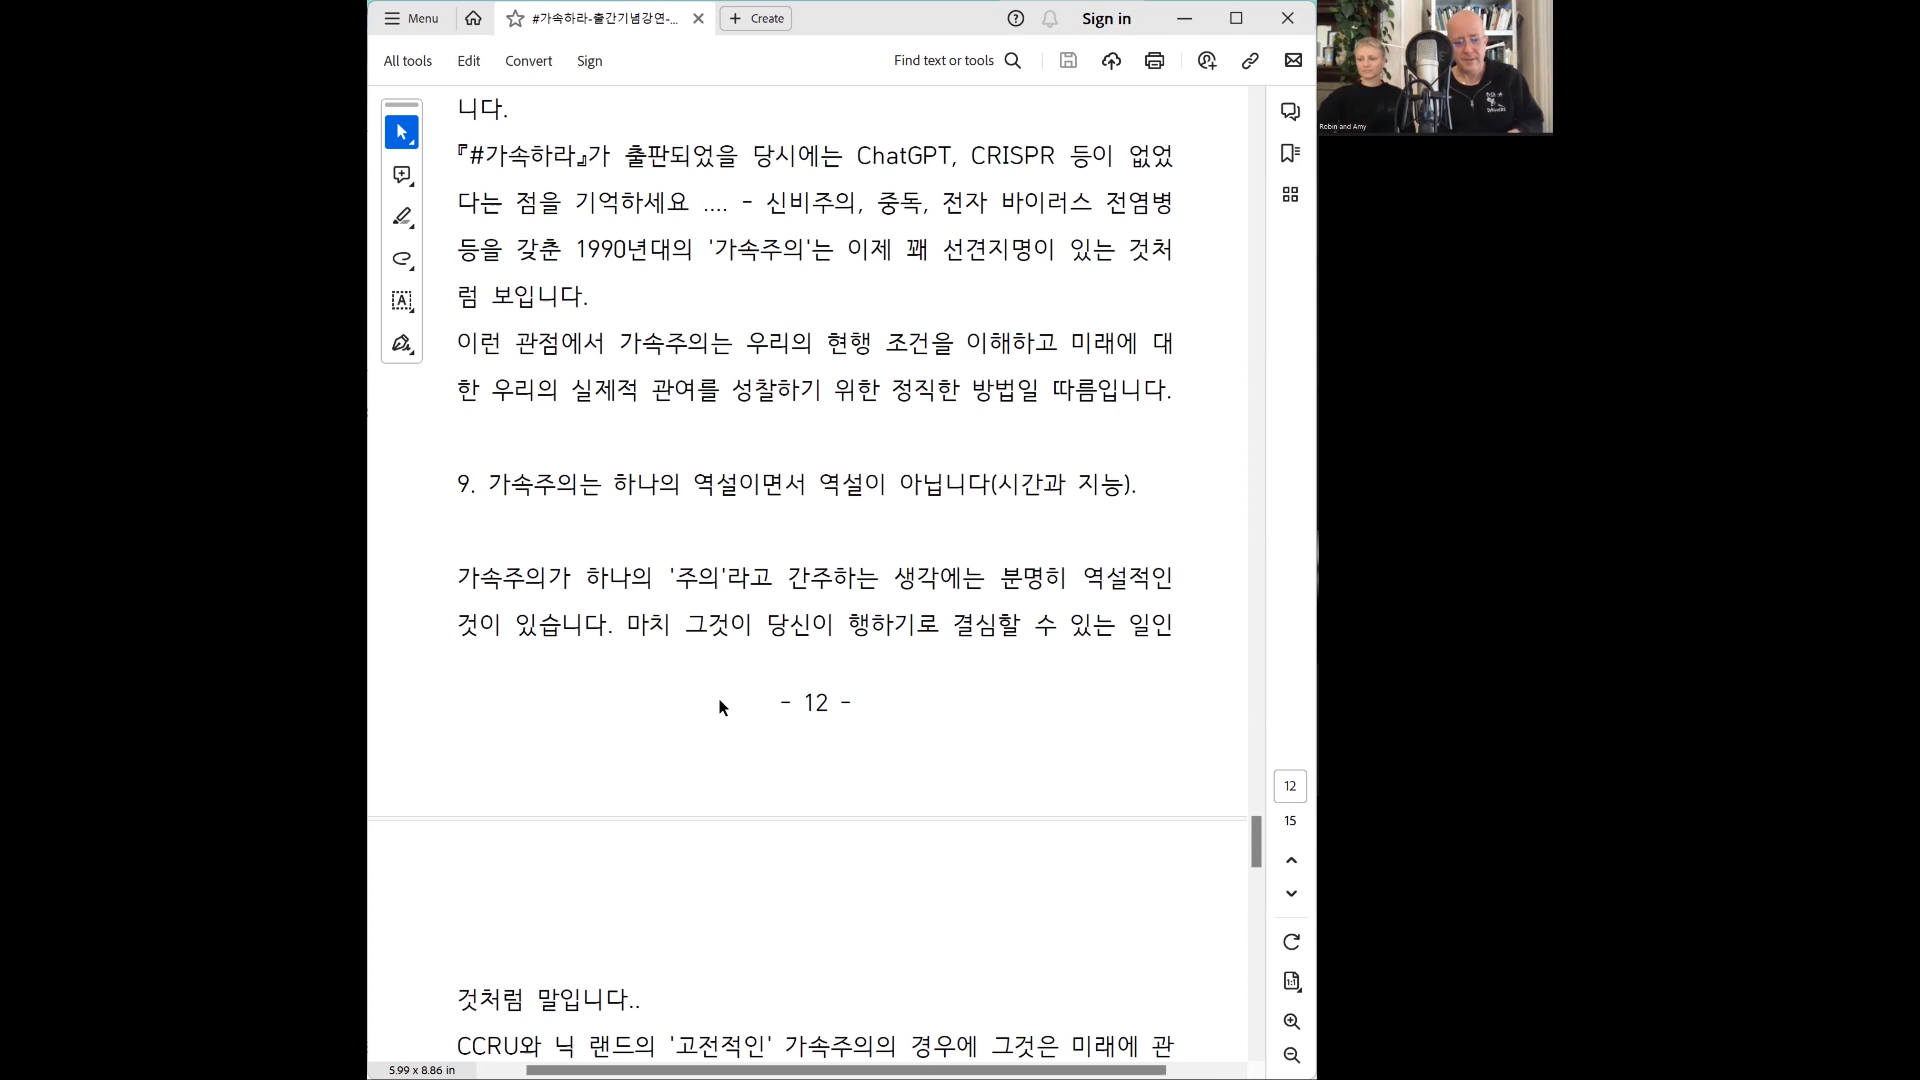 Menu
#가속하라-출간기념강연-...
Create
Sign in
All tools
Edit
Convert
Sign
Find text or tools
니다.
『#가속하라』가 출판되었을 당시에는 ChatGPT, CRISPR 등이 없었
다는 점을 기억하세요 .... - 신비주의, 중독, 전자 바이러스 전염병
등을 갖춘 1990년대의 '가속주의'는 이제 꽤 선견지명이 있는 것처
럼 보입니다.
이런 관점에서 가속주의는 우리의 현행 조건을 이해하고 미래에 대
한 우리의 실제적 관여를 성찰하기 위한 정직한 방법일 따름입니다.
9. 가속주의는 하나의 역설이면서 역설이 아닙니다(시간과 지능).
가속주의가 하나의 '주의'라고 간주하는 생각에는 분명히 역설적인
것이 있습니다. 마치 그것이 당신이 행하기로 결심할 수 있는 일인
- 12 -
것처럼 말입니다..
CCRU와 닉 랜드의 '고전적인' 가속주의의 경우에 그것은 미래에 관
12
15
5.99 x 8.86 in
Robin and Amy